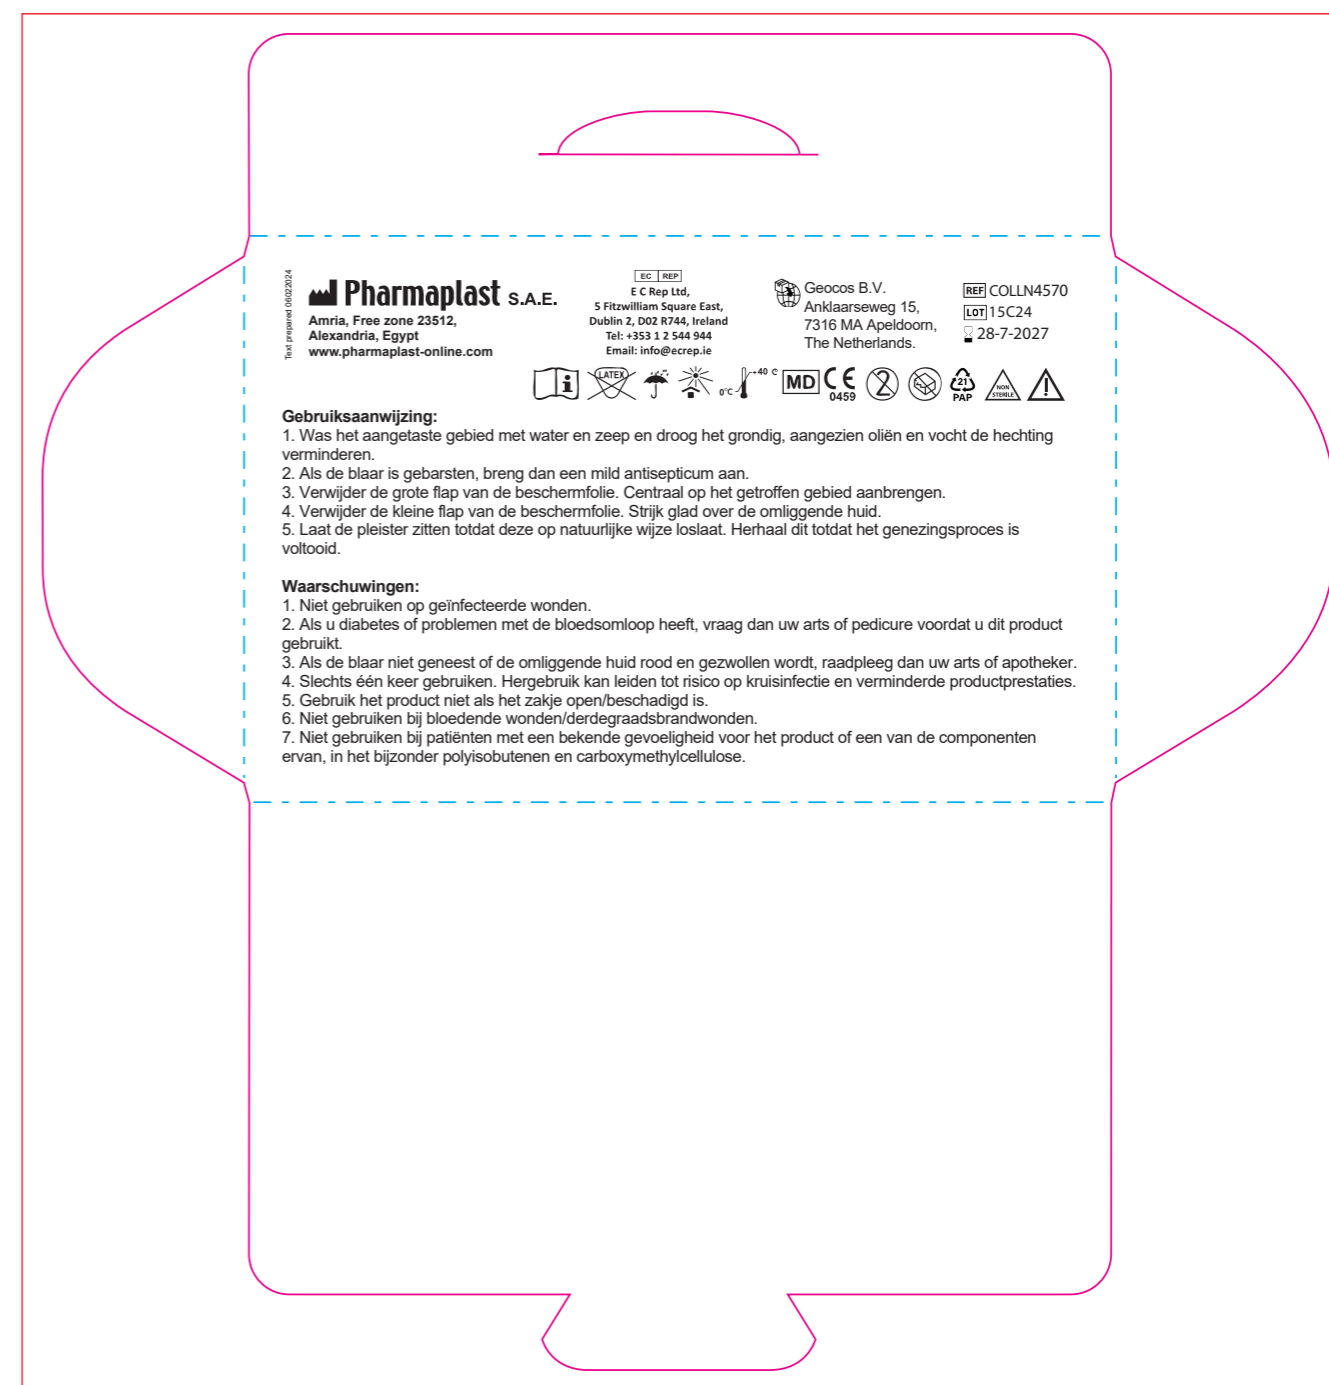 Text prepared 06022024
Pharmaplast S.A.E.
Amria, Free zone 23512,
Alexandria, Egypt
www.pharmaplast-online.com
EC REP
E C Rep Ltd,
5 Fitzwilliam Square East,
Dublin 2, D02 R744, Ireland
Tel: +353 1 2 544 944
Email: info@ecrep.ie
Geocos B.V.
Anklaarseweg 15,
7316 MA Apeldoorn,
The Netherlands.
REF COLLN4570
LOT 15C24
28-7-2027
i
LATEX
0°C
+40 C
MD
CE
0459
2
21
PAP
NON
STERILE
!
Gebruiksaanwijzing:
1. Was het aangetaste gebied met water en zeep en droog het grondig, aangezien oliën en vocht de hechting
verminderen.
2. Als de blaar is gebarsten, breng dan een mild antisepticum aan.
3. Verwijder de grote flap van de beschermfolie. Centraal op het getroffen gebied aanbrengen.
4. Verwijder de kleine flap van de beschermfolie. Strijk glad over de omliggende huid.
5. Laat de pleister zitten totdat deze op natuurlijke wijze loslaat. Herhaal dit totdat het genezingsproces is
voltooid.
Waarschuwingen:
1. Niet gebruiken op geïnfecteerde wonden.
2. Als u diabetes of problemen met de bloedsomloop heeft, vraag dan uw arts of pedicure voordat u dit product
gebruikt.
3. Als de blaar niet geneest of de omliggende huid rood en gezwollen wordt, raadpleeg dan uw arts of apotheker.
4. Slechts één keer gebruiken. Hergebruik kan leiden tot risico op kruisinfectie en verminderde productprestaties.
5. Gebruik het product niet als het zakje open/beschadigd is.
6. Niet gebruiken bij bloedende wonden/derdegraadsbrandwonden.
7. Niet gebruiken bij patiënten met een bekende gevoeligheid voor het product of een van de componenten
ervan, in het bijzonder polyisobutenen en carboxymethylcellulose.